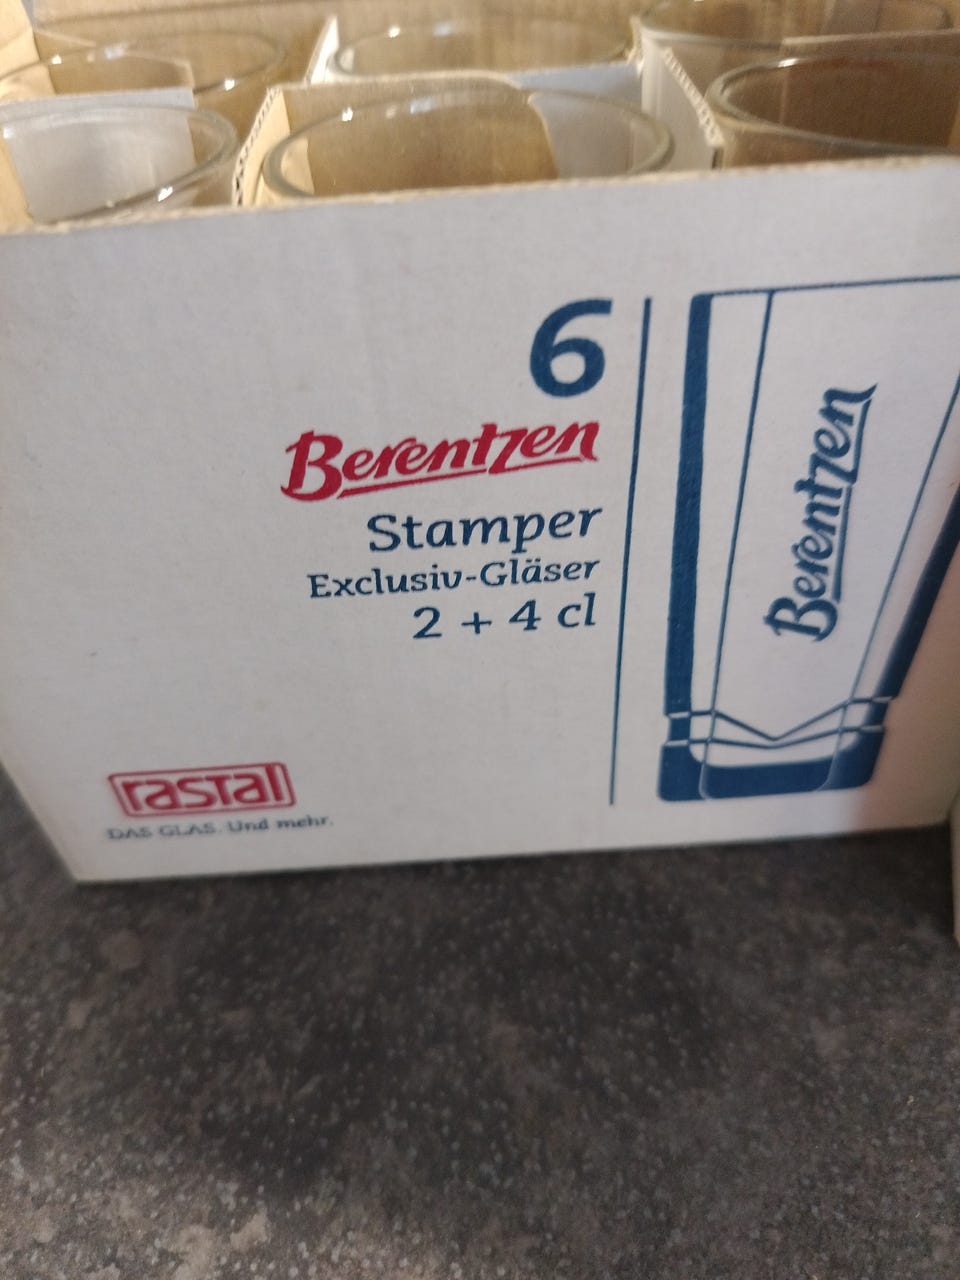 6
Berentzen
Stamper
Exclusiv-Gläser
2 + 4 cl
Berentzen
rastal
DAS GLAS. Und mehr.